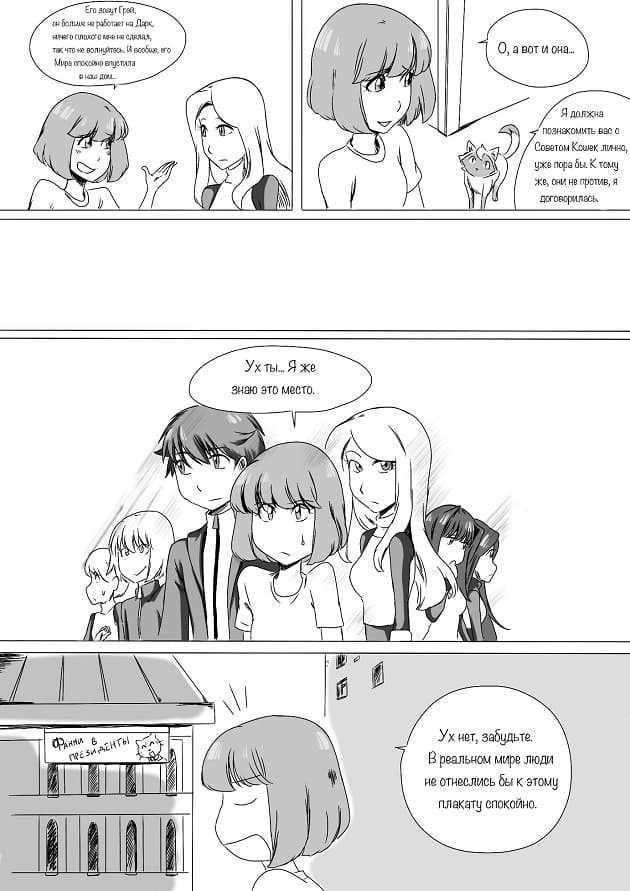 Его зовут Грэй,
он больше не работает на Дарк,
ничего плохого мне не сделал,
так что не волнуйтесь. И вообще, его
Мира спокойно впустила
в наш дом...
О, а вот и она...
Я должна
познакомить вас с
Советом Кошек лично,
уже пора бы. К тому
же, они не против, я
договорилась.
Ух ты... Я же
знаю это место.
Фанни в
президенты
Ух нет, забудьте.
В реальном мире люди
не отнеслись бы к этому
плакату спокойно.